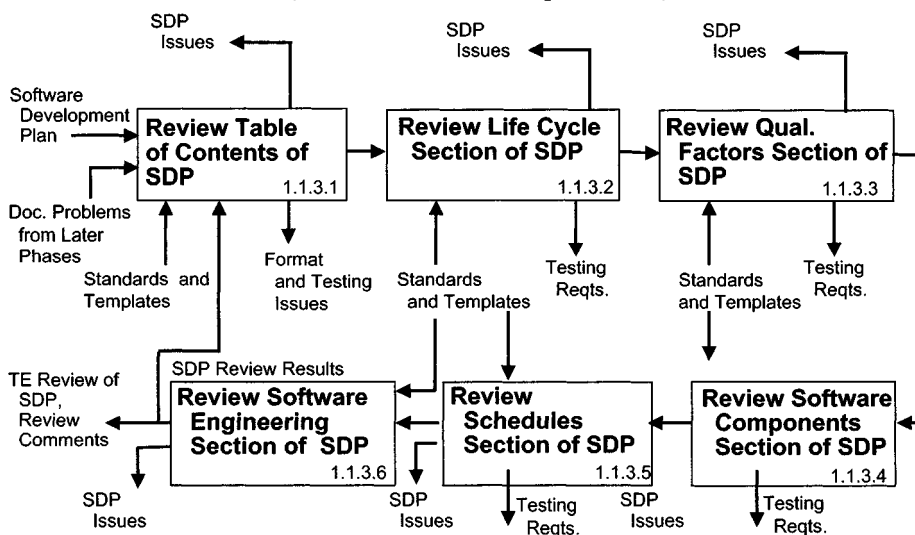 SDP
Issues
SDP
Issues
SDP
Issues
Software
Development
Plan
Review Table
of Contents of
SDP
1.1.3.1
Review Life Cycle
Section of SDP
1.1.3.2
Review Qual.
Factors Section of
SDP
1.1.3.3
Doc. Problems
from Later
Phases
Standards and
Templates
Format
and Testing
Issues
Standards
and Templates
Testing
Reqts.
Standards
and Templates
Testing
Reqts.
TE Review of
SDP,
Review
Comments
SDP Review Results
Review Software
Engineering
Section of SDP
1.1.3.6
Review
Schedules
Section of SDP
1.1.3.5
Review Software
Components
Section of SDP
1.1.3.4
SDP
Issues
SDP
Issues
Testing
Reqts.
SDP
Issues
Testing
Reqts.